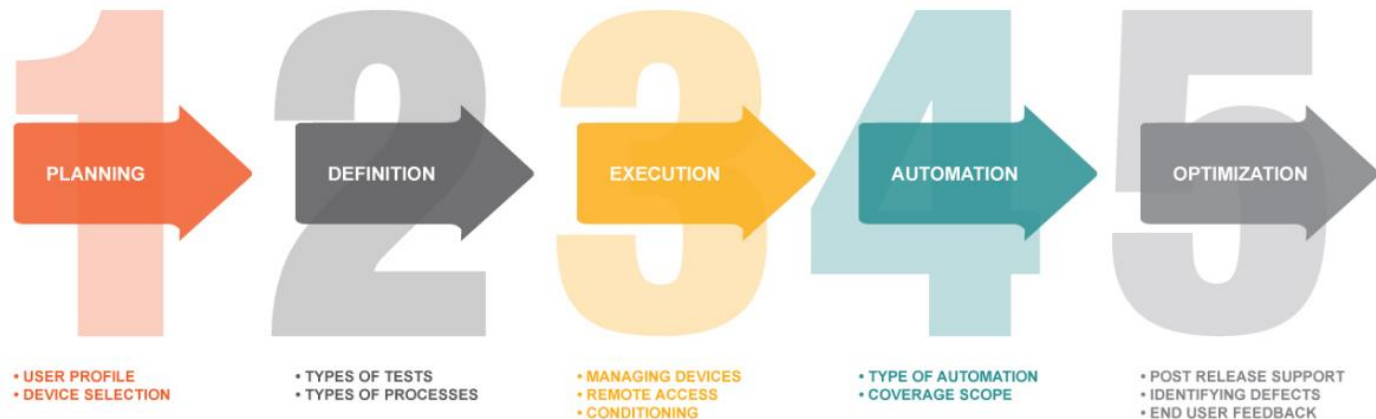 1
PLANNING
• USER PROFILE
• DEVICE SELECTION
2
DEFINITION
• TYPES OF TESTS
• TYPES OF PROCESSES
3
EXECUTION
• MANAGING DEVICES
• REMOTE ACCESS
• CONDITIONING
4
AUTOMATION
• TYPE OF AUTOMATION
• COVERAGE SCOPE
5
OPTIMIZATION
• POST RELEASE SUPPORT
• IDENTIFYING DEFECTS
• END USER FEEDBACK